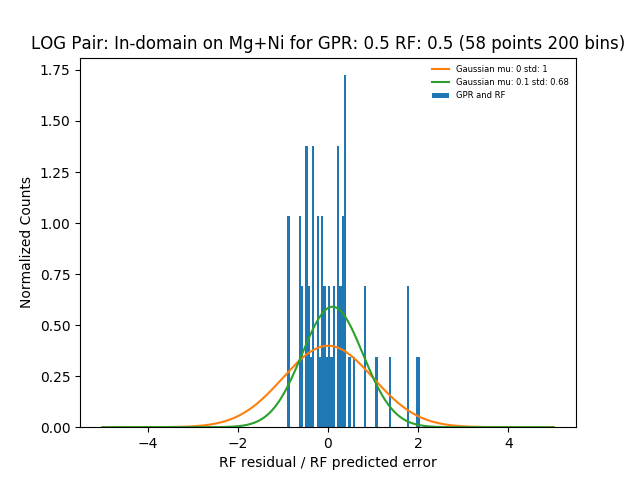 LOG Pair: In-domain on Mg+Ni for GPR: 0.5 RF: 0.5 (58 points 200 bins)
Gaussian mu: 0 std: 1
Gaussian mu: 0.1 std: 0.68
GPR and RF
Normalized Counts
1.75
1.50
1.25
1.00
0.75
0.50
0.25
0.00
−4 −2 0 2 4
RF residual / RF predicted error